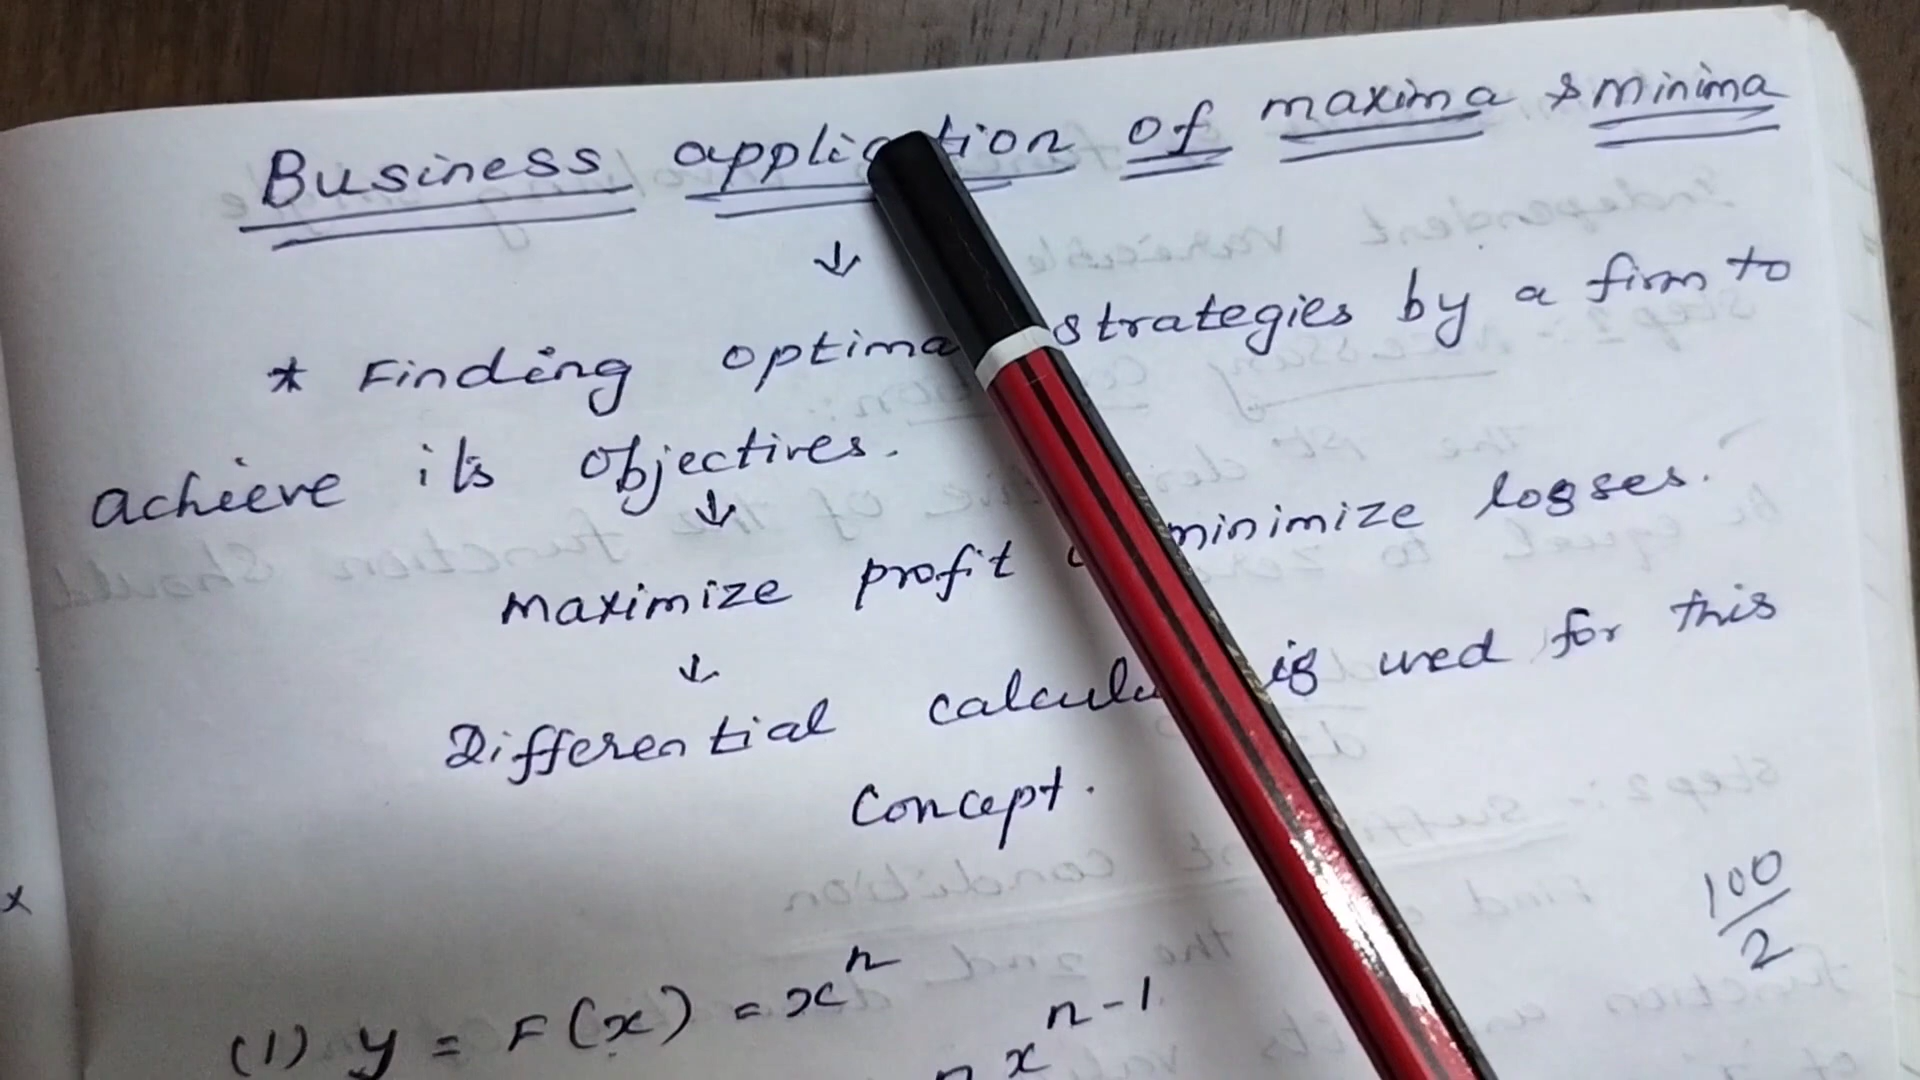 Business application of maxima & Minima
↓
* Finding optima strategies by a firm to
achieve its objectives.
↓
Maximize profit minimize losses.
↓
Differential calculu is used for this
concept.
100/2
(1) y = F(x) = x^n
n x^n-1